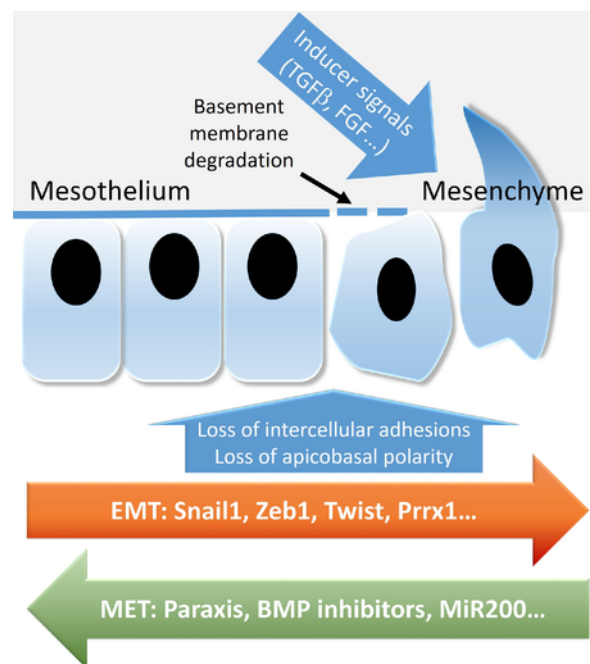 Inducer signals
(TGFβ, FGF...)
Basement
membrane
degradation
Mesothelium
Mesenchyme
Loss of intercellular adhesions
Loss of apicobasal polarity
EMT: Snail1, Zeb1, Twist, Prrx1...
MET: Paraxis, BMP inhibitors, MiR200...